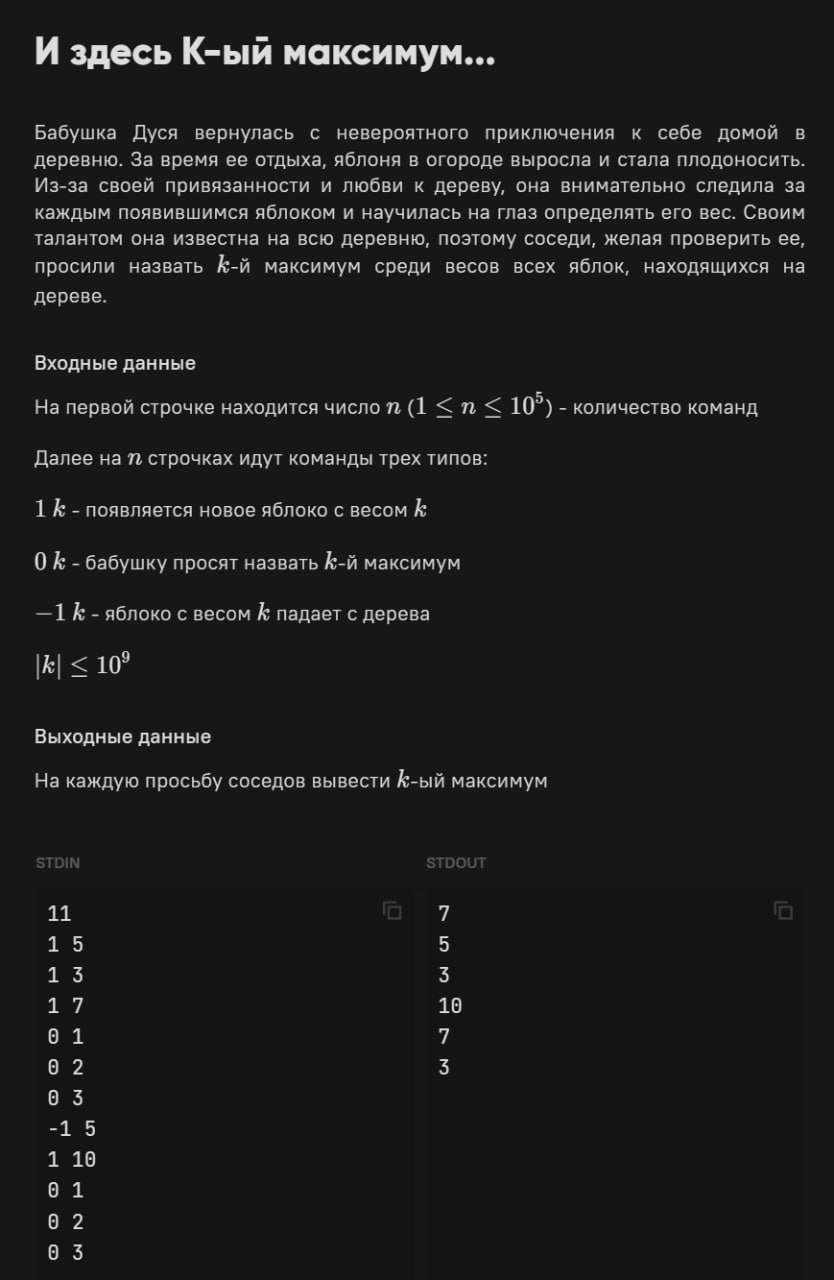 И здесь К-ый максимум...
Бабушка Дуся вернулась с невероятного приключения к себе домой в
деревню. За время ее отдыха, яблоня в огороде выросла и стала плодоносить.
Из-за своей привязанности и любви к дереву, она внимательно следила за
каждым появившимся яблоком и научилась на глаз определять его вес. Своим
талантом она известна на всю деревню, поэтому соседи, желая проверить ее,
просили назвать k-й максимум среди весов всех яблок, находящихся на
дереве.
Входные данные
На первой строчке находится число n (1 ≤ n ≤ 10⁵) - количество команд
Далее на n строчках идут команды трех типов:
1 k - появляется новое яблоко с весом k
0 k - бабушку просят назвать k-й максимум
−1 k - яблоко с весом k падает с дерева
|k| ≤ 10⁹
Выходные данные
На каждую просьбу соседов вывести k-ый максимум
STDIN
11
1 5
1 3
1 7
0 1
0 2
0 3
-1 5
1 10
0 1
0 2
0 3
STDOUT
7
5
3
10
7
3